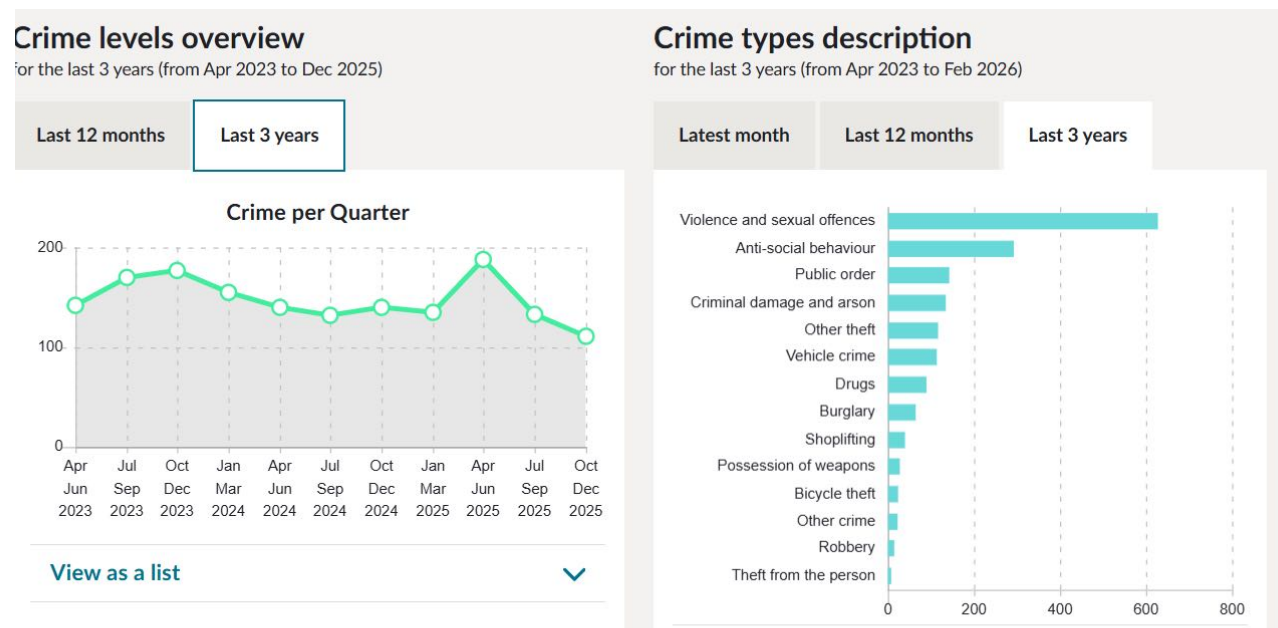 Crime levels overview
for the last 3 years (from Apr 2023 to Dec 2025)
Last 12 months
Last 3 years
Crime per Quarter
200
100
0
Apr Jul Oct Jan Apr Jul Oct Jan Apr Jul Oct
Jun Sep Dec Mar Jun Sep Dec Mar Jun Sep Dec
2023 2023 2023 2024 2024 2024 2024 2025 2025 2025 2025
View as a list
Crime types description
for the last 3 years (from Apr 2023 to Feb 2026)
Latest month
Last 12 months
Last 3 years
Violence and sexual offences
Anti-social behaviour
Public order
Criminal damage and arson
Other theft
Vehicle crime
Drugs
Burglary
Shoplifting
Possession of weapons
Bicycle theft
Other crime
Robbery
Theft from the person
0 200 400 600 800